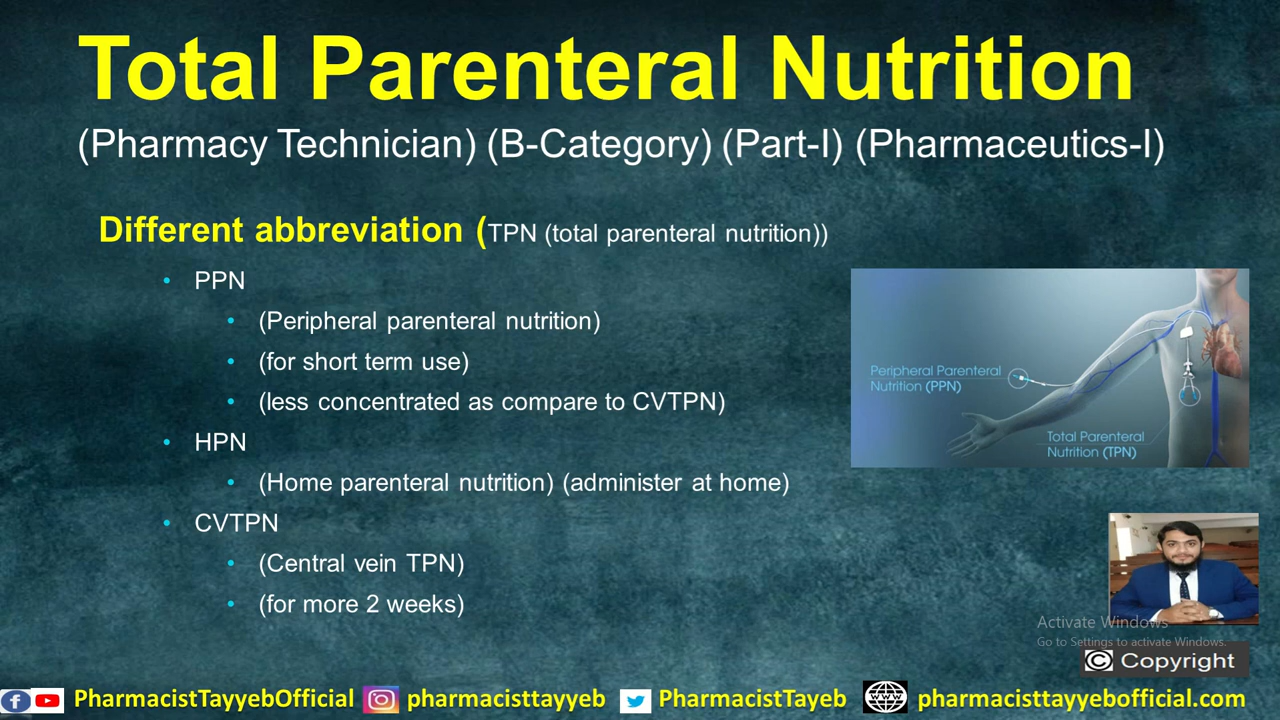 Total Parenteral Nutrition
(Pharmacy Technician) (B-Category) (Part-I) (Pharmaceutics-I)
Different abbreviation (TPN (total parenteral nutrition))
• PPN
• (Peripheral parenteral nutrition)
• (for short term use)
• (less concentrated as compare to CVTPN)
• HPN
• (Home parenteral nutrition) (administer at home)
• CVTPN
• (Central vein TPN)
• (for more 2 weeks)
Peripheral Parenteral
Nutrition (PPN)
Total Parenteral
Nutrition (TPN)
Activate Windows
Go to Settings to activate Windows.
© Copyright
PharmacistTayyebOfficial pharmacisttayyeb PharmacistTayeb WWW pharmacisttayyebofficial.com